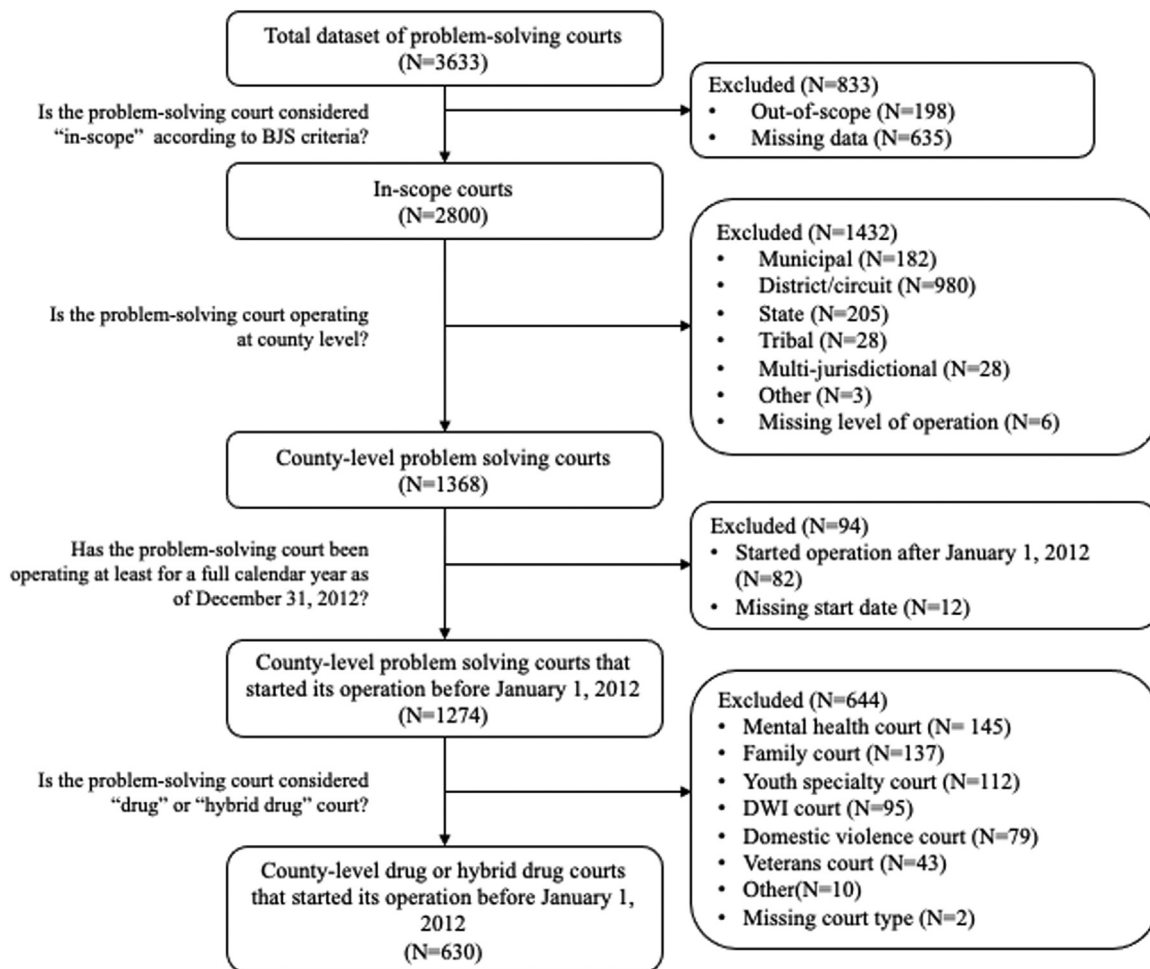 Total dataset of problem-solving courts
(N=3633)
Is the problem-solving court considered
“in-scope”  according to BJS criteria?
Excluded (N=833)
• Out-of-scope (N=198)
• Missing data (N=635)
In-scope courts
(N=2800)
Is the problem-solving court operating
at county level?
Excluded (N=1432)
• Municipal (N=182)
• District/circuit (N=980)
• State (N=205)
• Tribal (N=28)
• Multi-jurisdictional (N=28)
• Other (N=3)
• Missing level of operation (N=6)
County-level problem solving courts
(N=1368)
Has the problem-solving court been
operating at least for a full calendar year as
of December 31, 2012?
Excluded (N=94)
• Started operation after January 1, 2012
(N=82)
• Missing start date (N=12)
County-level problem solving courts that
started its operation before January 1, 2012
(N=1274)
Is the problem-solving court considered
“drug” or “hybrid drug” court?
Excluded (N=644)
• Mental health court (N= 145)
• Family court (N=137)
• Youth specialty court (N=112)
• DWI court (N=95)
• Domestic violence court (N=79)
• Veterans court (N=43)
• Other(N=10)
• Missing court type (N=2)
County-level drug or hybrid drug courts
that started its operation before January 1,
2012
(N=630)